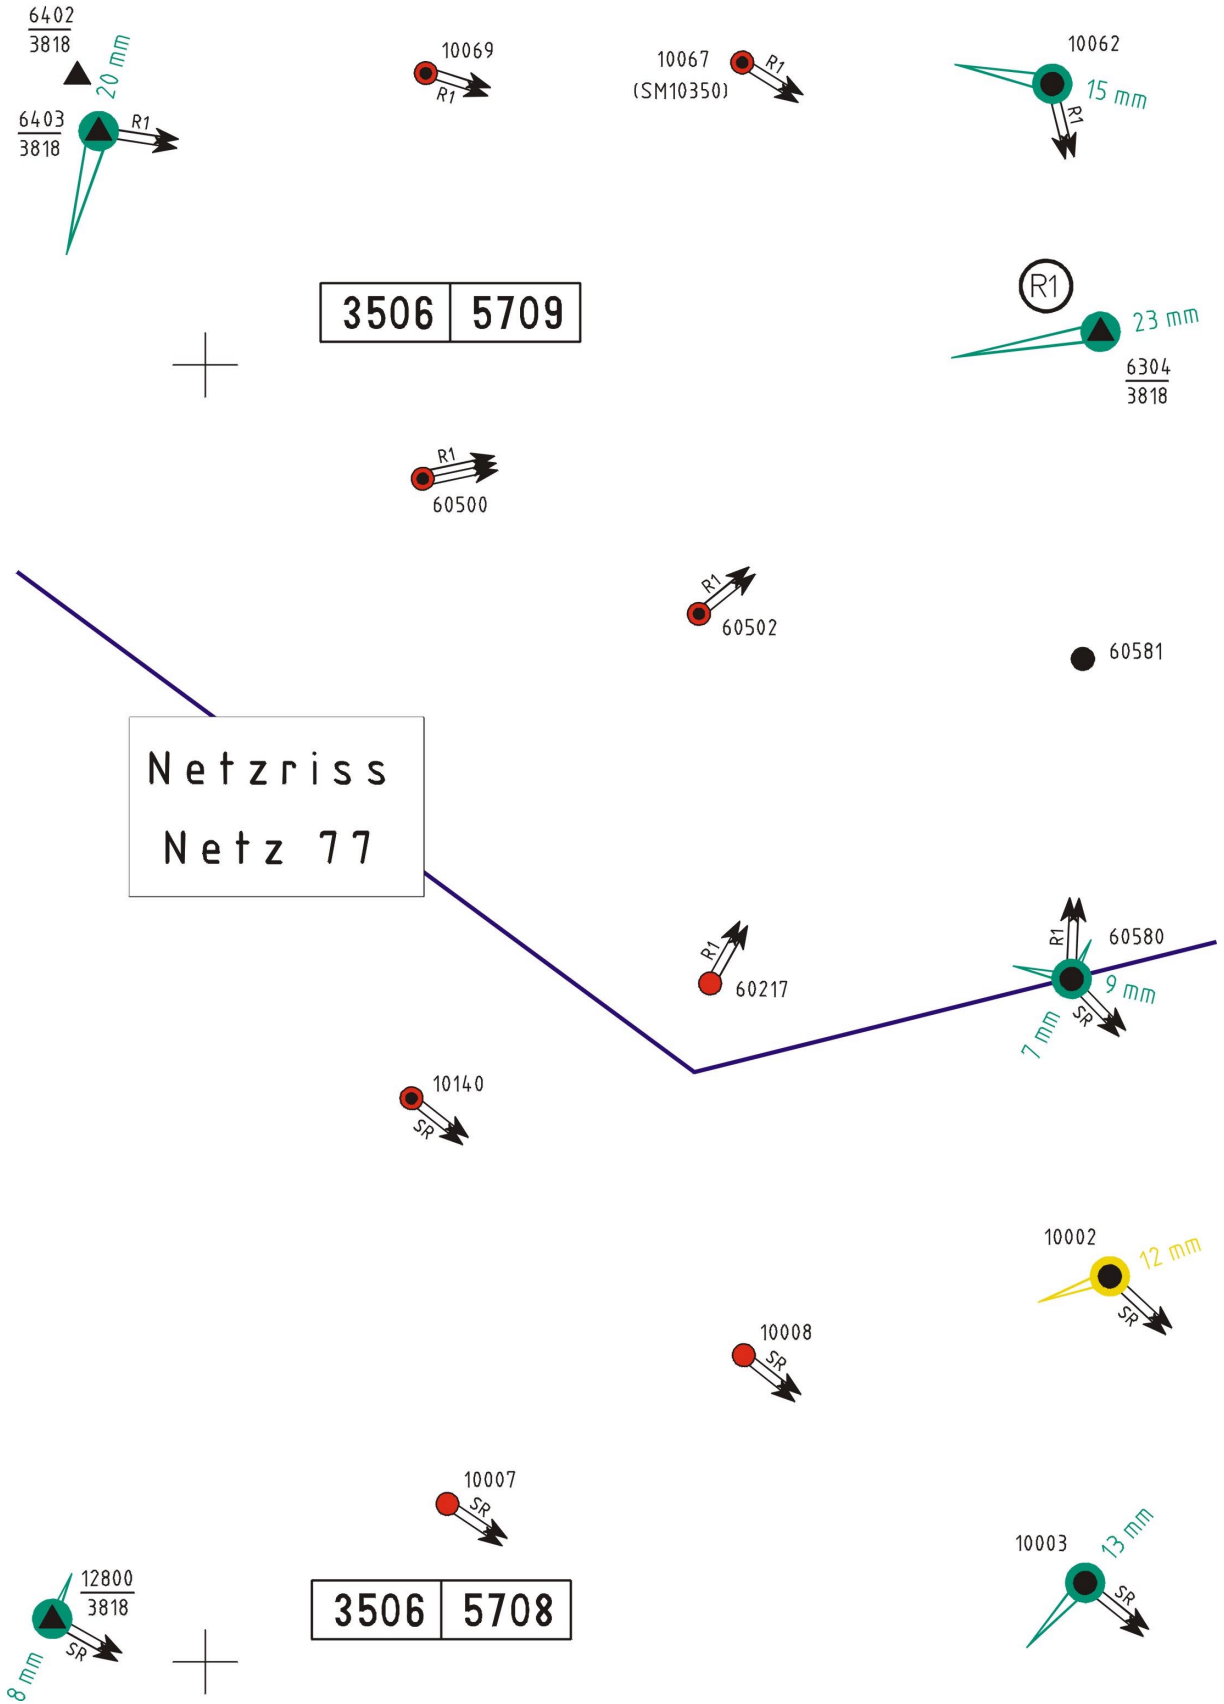 6402
3818
20 mm
10069
R1
10067
(SM10350)
R1
10062
15 mm
R1
6403
3818
R1
3506 5709
R1
23 mm
6304
3818
R1
60500
R1
60502
60581
Netzriss
Netz 77
R1
60217
R1
60580
9 mm
SR
7 mm
10140
SR
10002
12 mm
SR
10008
SR
10007
SR
10003
13 mm
SR
12800
3818
SR
8 mm
3506 5708